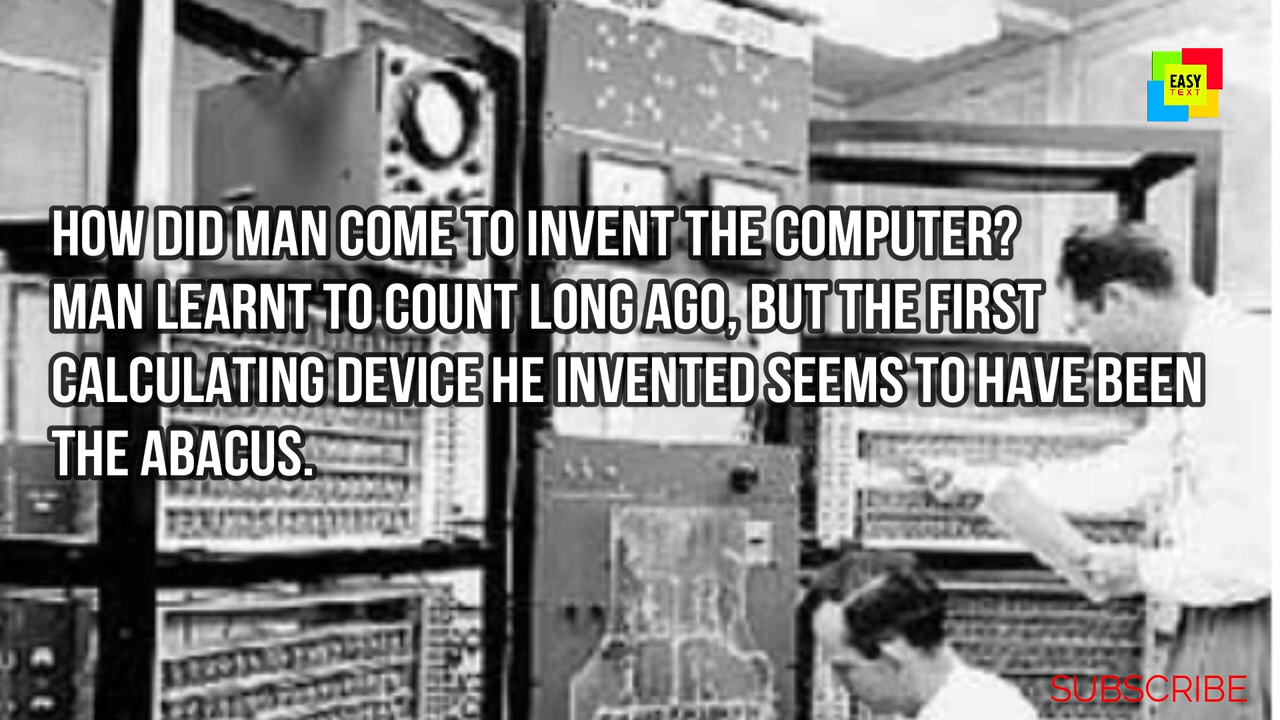 EASY
TEXT
HOW DID MAN COME TO INVENT THE COMPUTER?
MAN LEARNT TO COUNT LONG AGO, BUT THE FIRST
CALCULATING DEVICE HE INVENTED SEEMS TO HAVE BEEN
THE ABACUS.
SUBSCRIBE